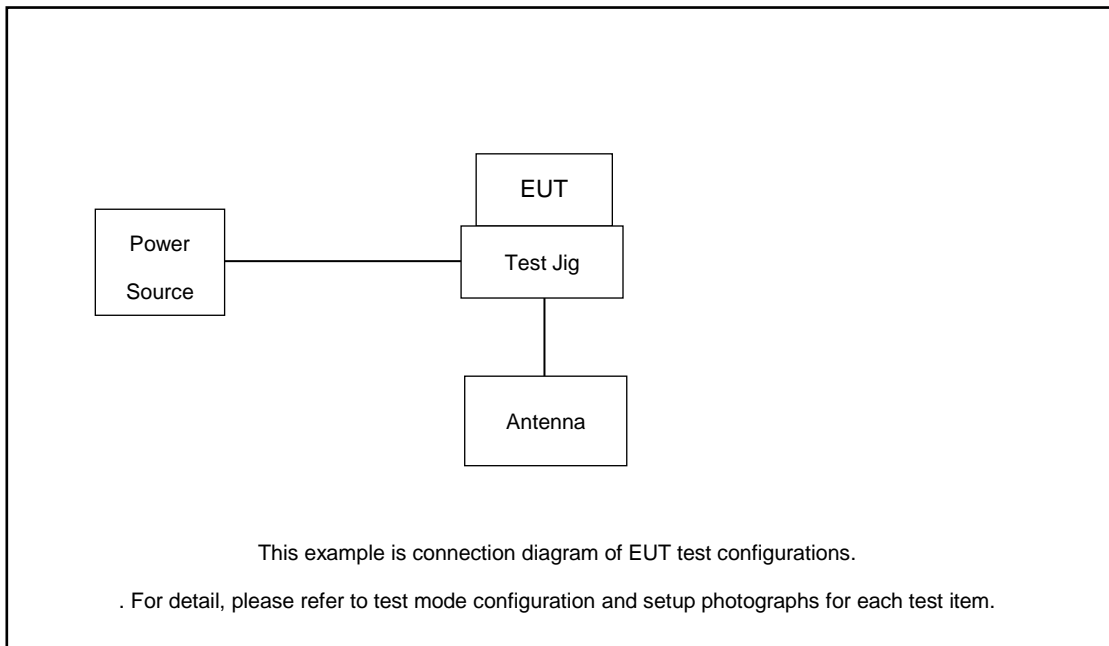 EUT
Power
Source
Test Jig
Antenna
This example is connection diagram of EUT test configurations.
. For detail, please refer to test mode configuration and setup photographs for each test item.